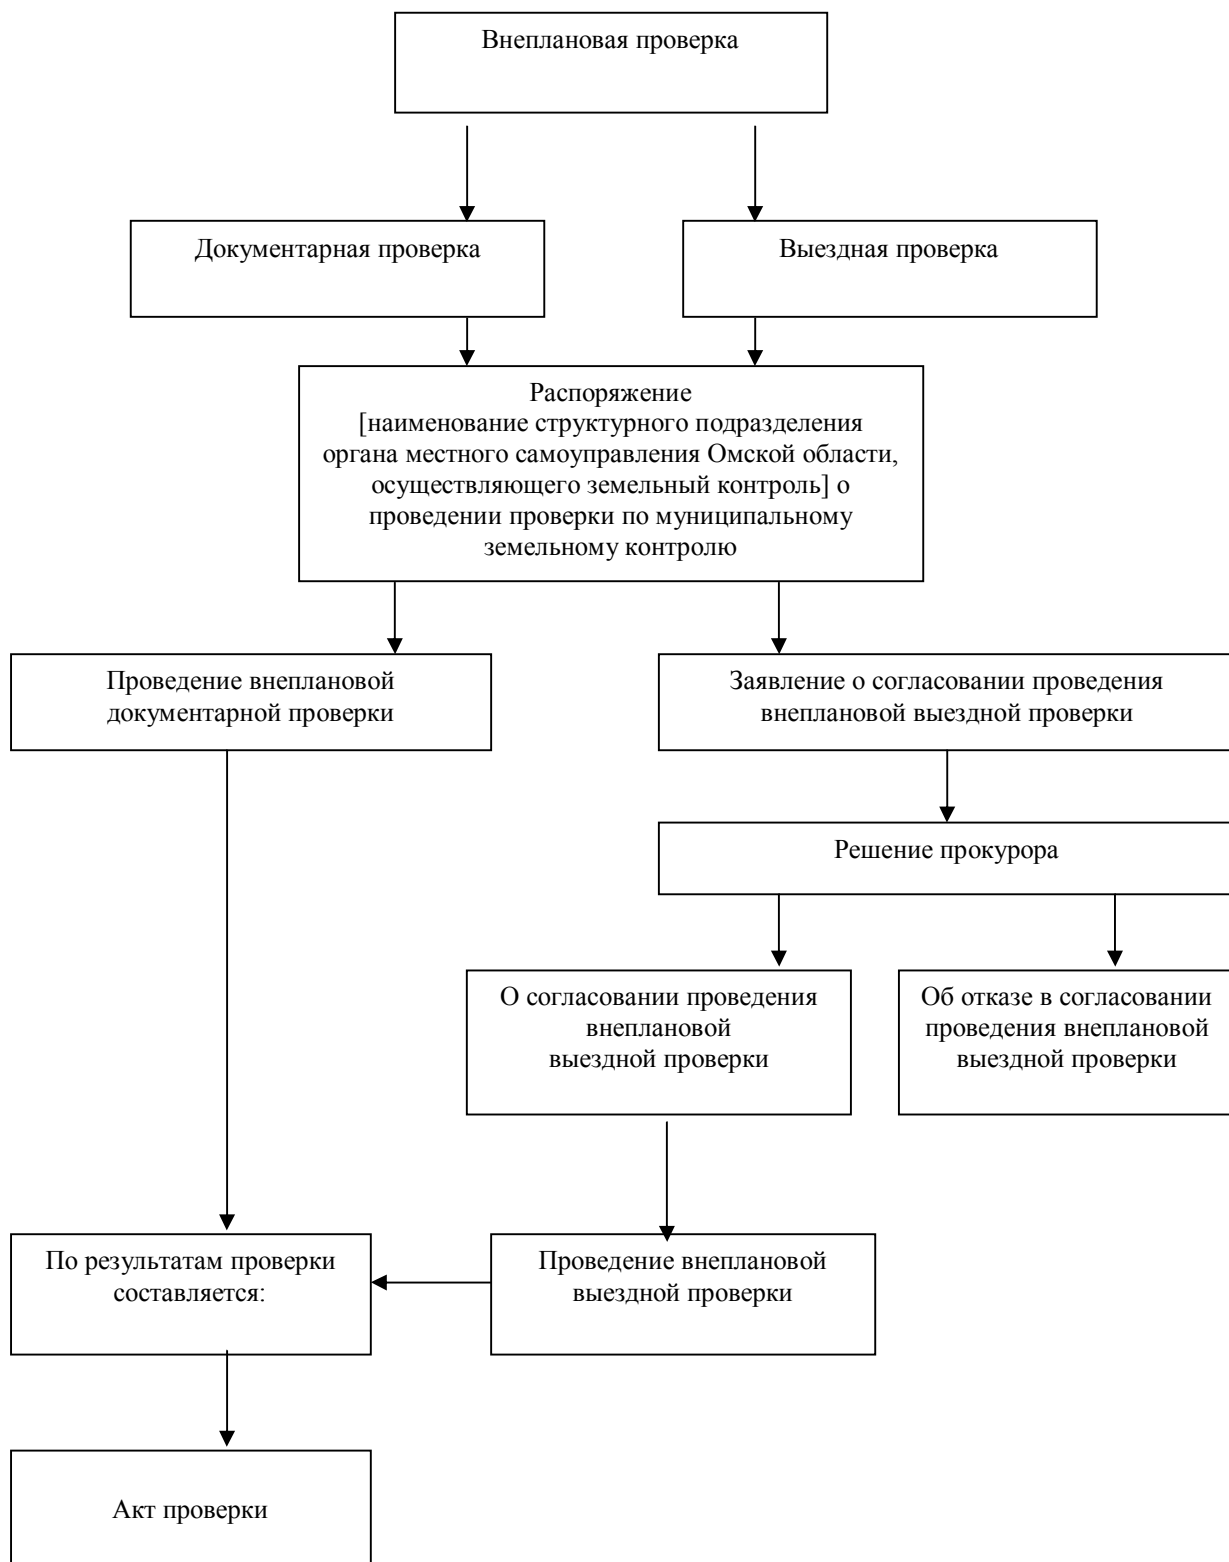 Внеплановая проверка
Документарная проверка
Выездная проверка
Распоряжение
[наименование структурного подразделения
органа местного самоуправления Омской области,
осуществляющего земельный контроль] о
проведении проверки по муниципальному
земельному контролю
Проведение внеплановой
документарной проверки
Заявление о согласовании проведения
внеплановой выездной проверки
Решение прокурора
О согласовании проведения
внеплановой
выездной проверки
Об отказе в согласовании
проведения внеплановой
выездной проверки
По результатам проверки
составляется:
Проведение внеплановой
выездной проверки
Акт проверки